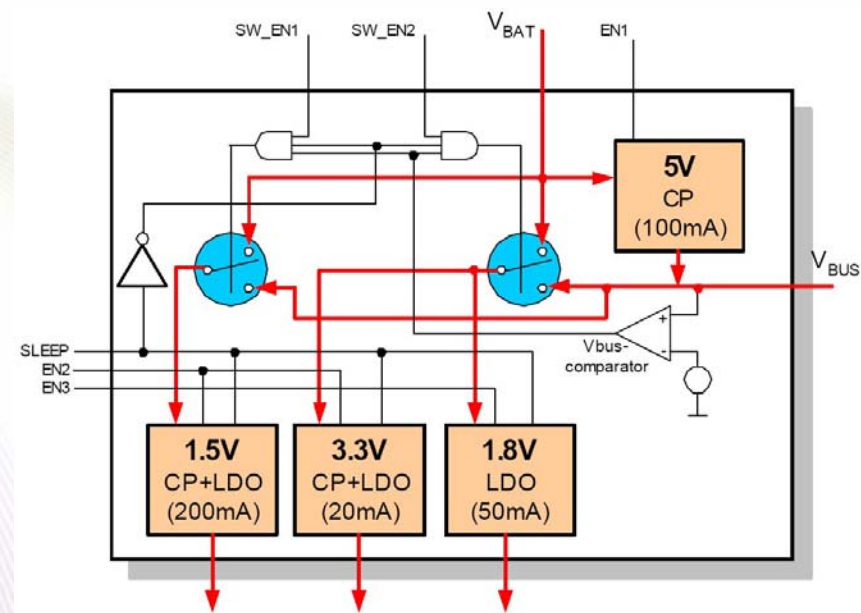 SW_EN1
SW_EN2
VBAT
EN1
5V
CP
(100mA)
VBUS
+
-
Vbus-
comparator
SLEEP
EN2
EN3
1.5V
CP+LDO
(200mA)
3.3V
CP+LDO
(20mA)
1.8V
LDO
(50mA)